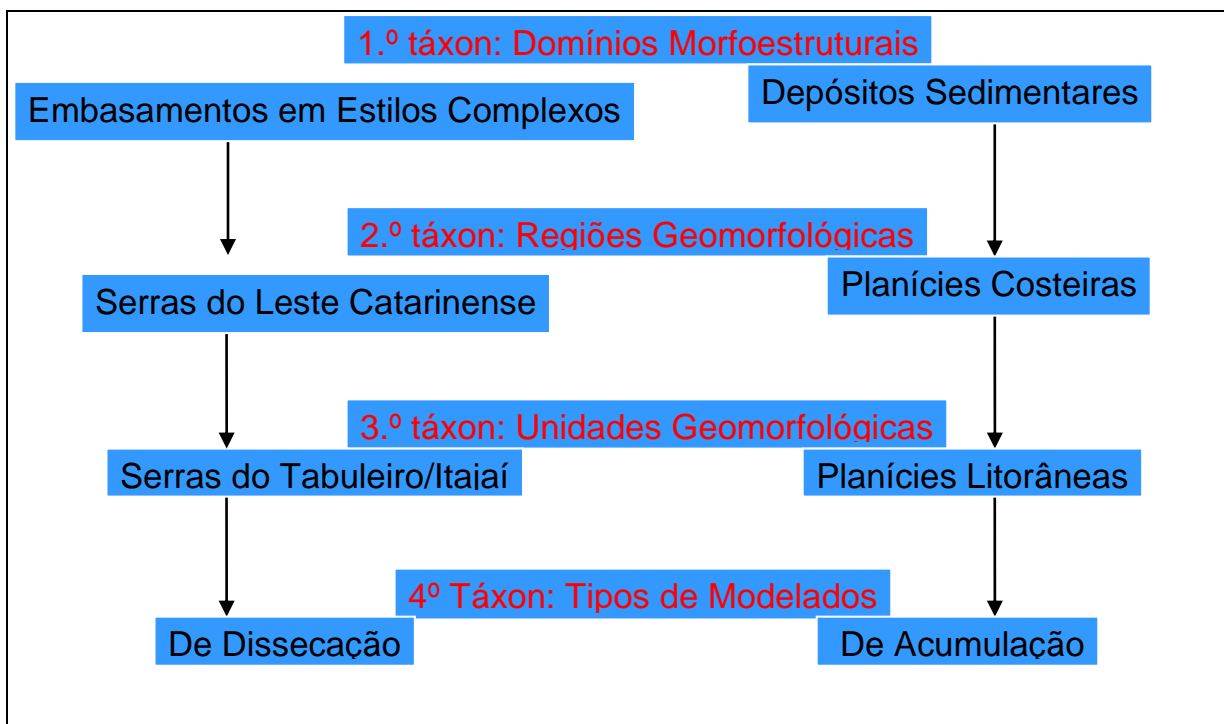 1.º táxon: Domínios Morfoestruturais
Embasamentos em Estilos Complexos
Depósitos Sedimentares
2.º táxon: Regiões Geomorfológicas
Serras do Leste Catarinense
Planícies Costeiras
3.º táxon: Unidades Geomorfológicas
Serras do Tabuleiro/Itajaí
Planícies Litorâneas
4º Táxon: Tipos de Modelados
De Dissecação
De Acumulação